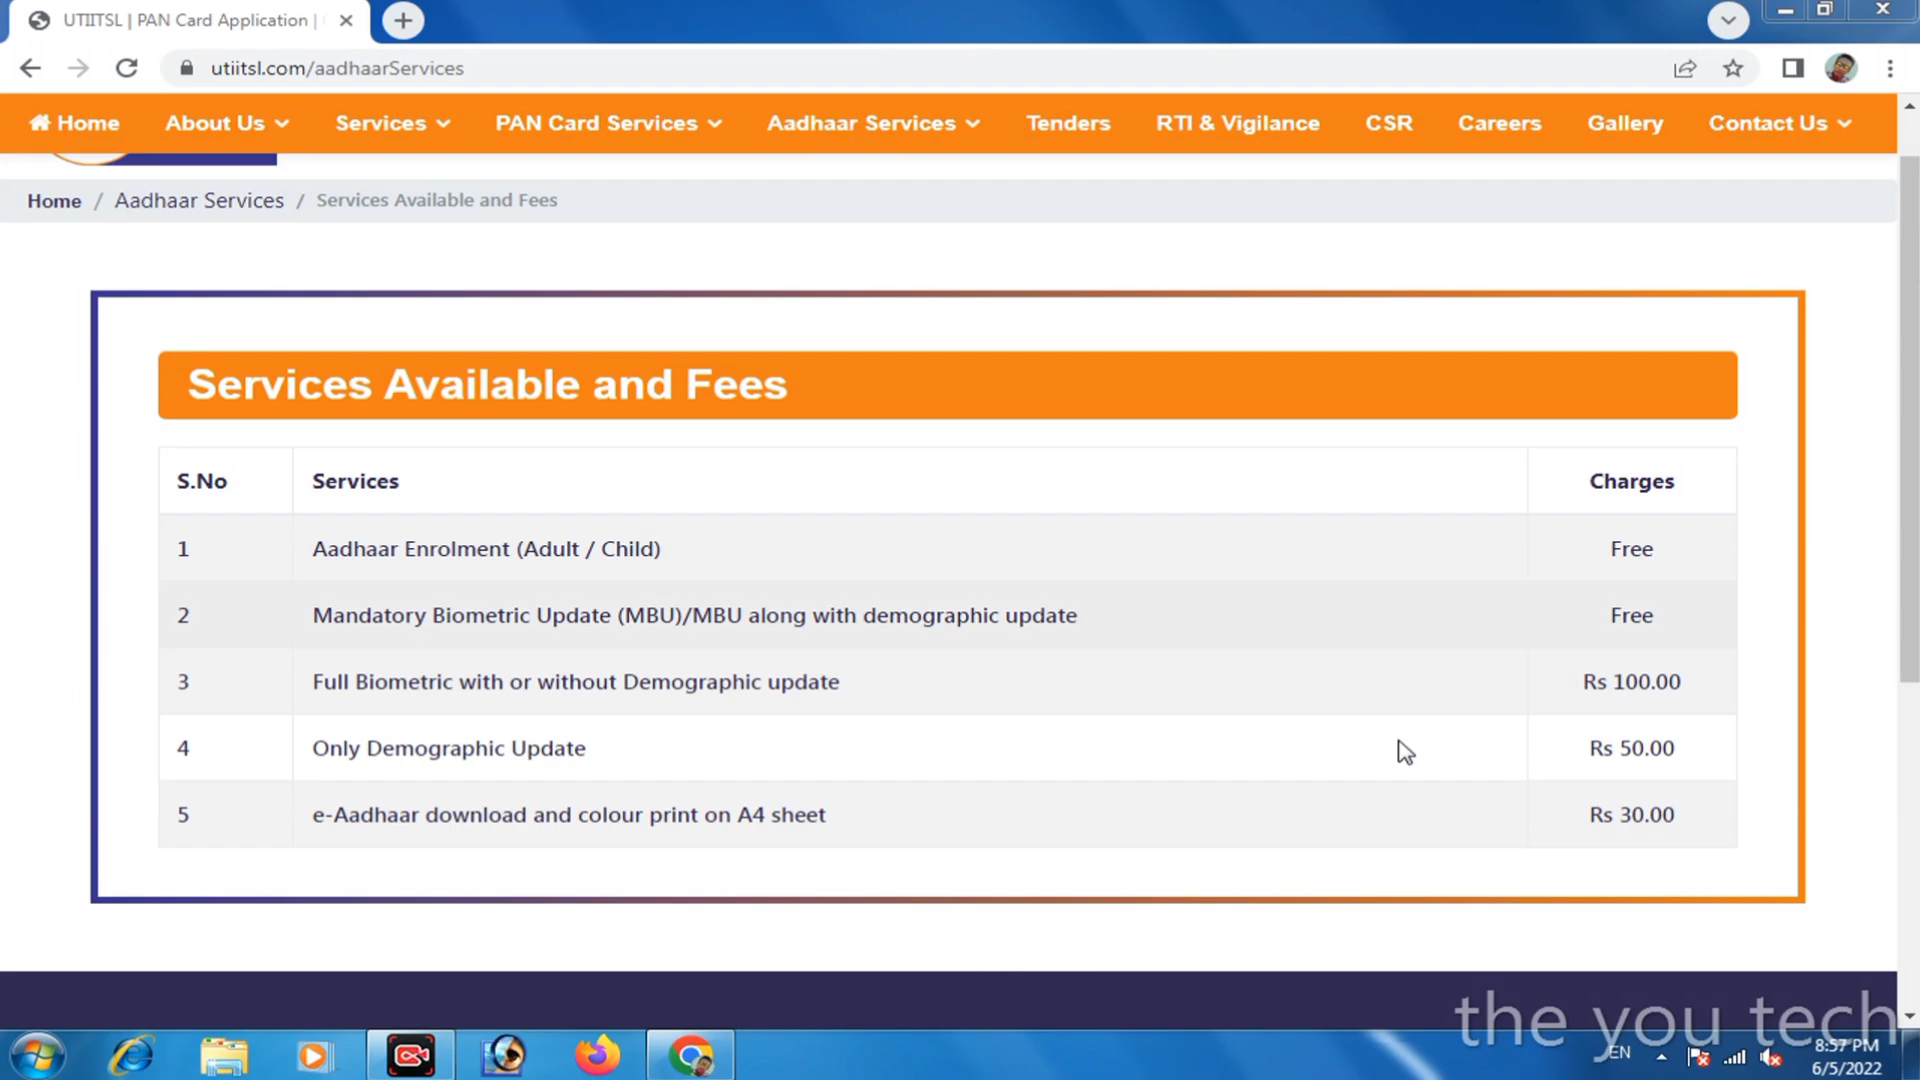 UTIITSL | PAN Card Application |
utiitsl.com/aadhaarServices
Home About Us Services PAN Card Services Aadhaar Services Tenders RTI & Vigilance CSR Careers Gallery Contact Us
Home / Aadhaar Services / Services Available and Fees
Services Available and Fees
S.No Services Charges
1 Aadhaar Enrolment (Adult / Child) Free
2 Mandatory Biometric Update (MBU)/MBU along with demographic update Free
3 Full Biometric with or without Demographic update Rs 100.00
4 Only Demographic Update Rs 50.00
5 e-Aadhaar download and colour print on A4 sheet Rs 30.00
the you tech
EN 8:57 PM
6/5/2022